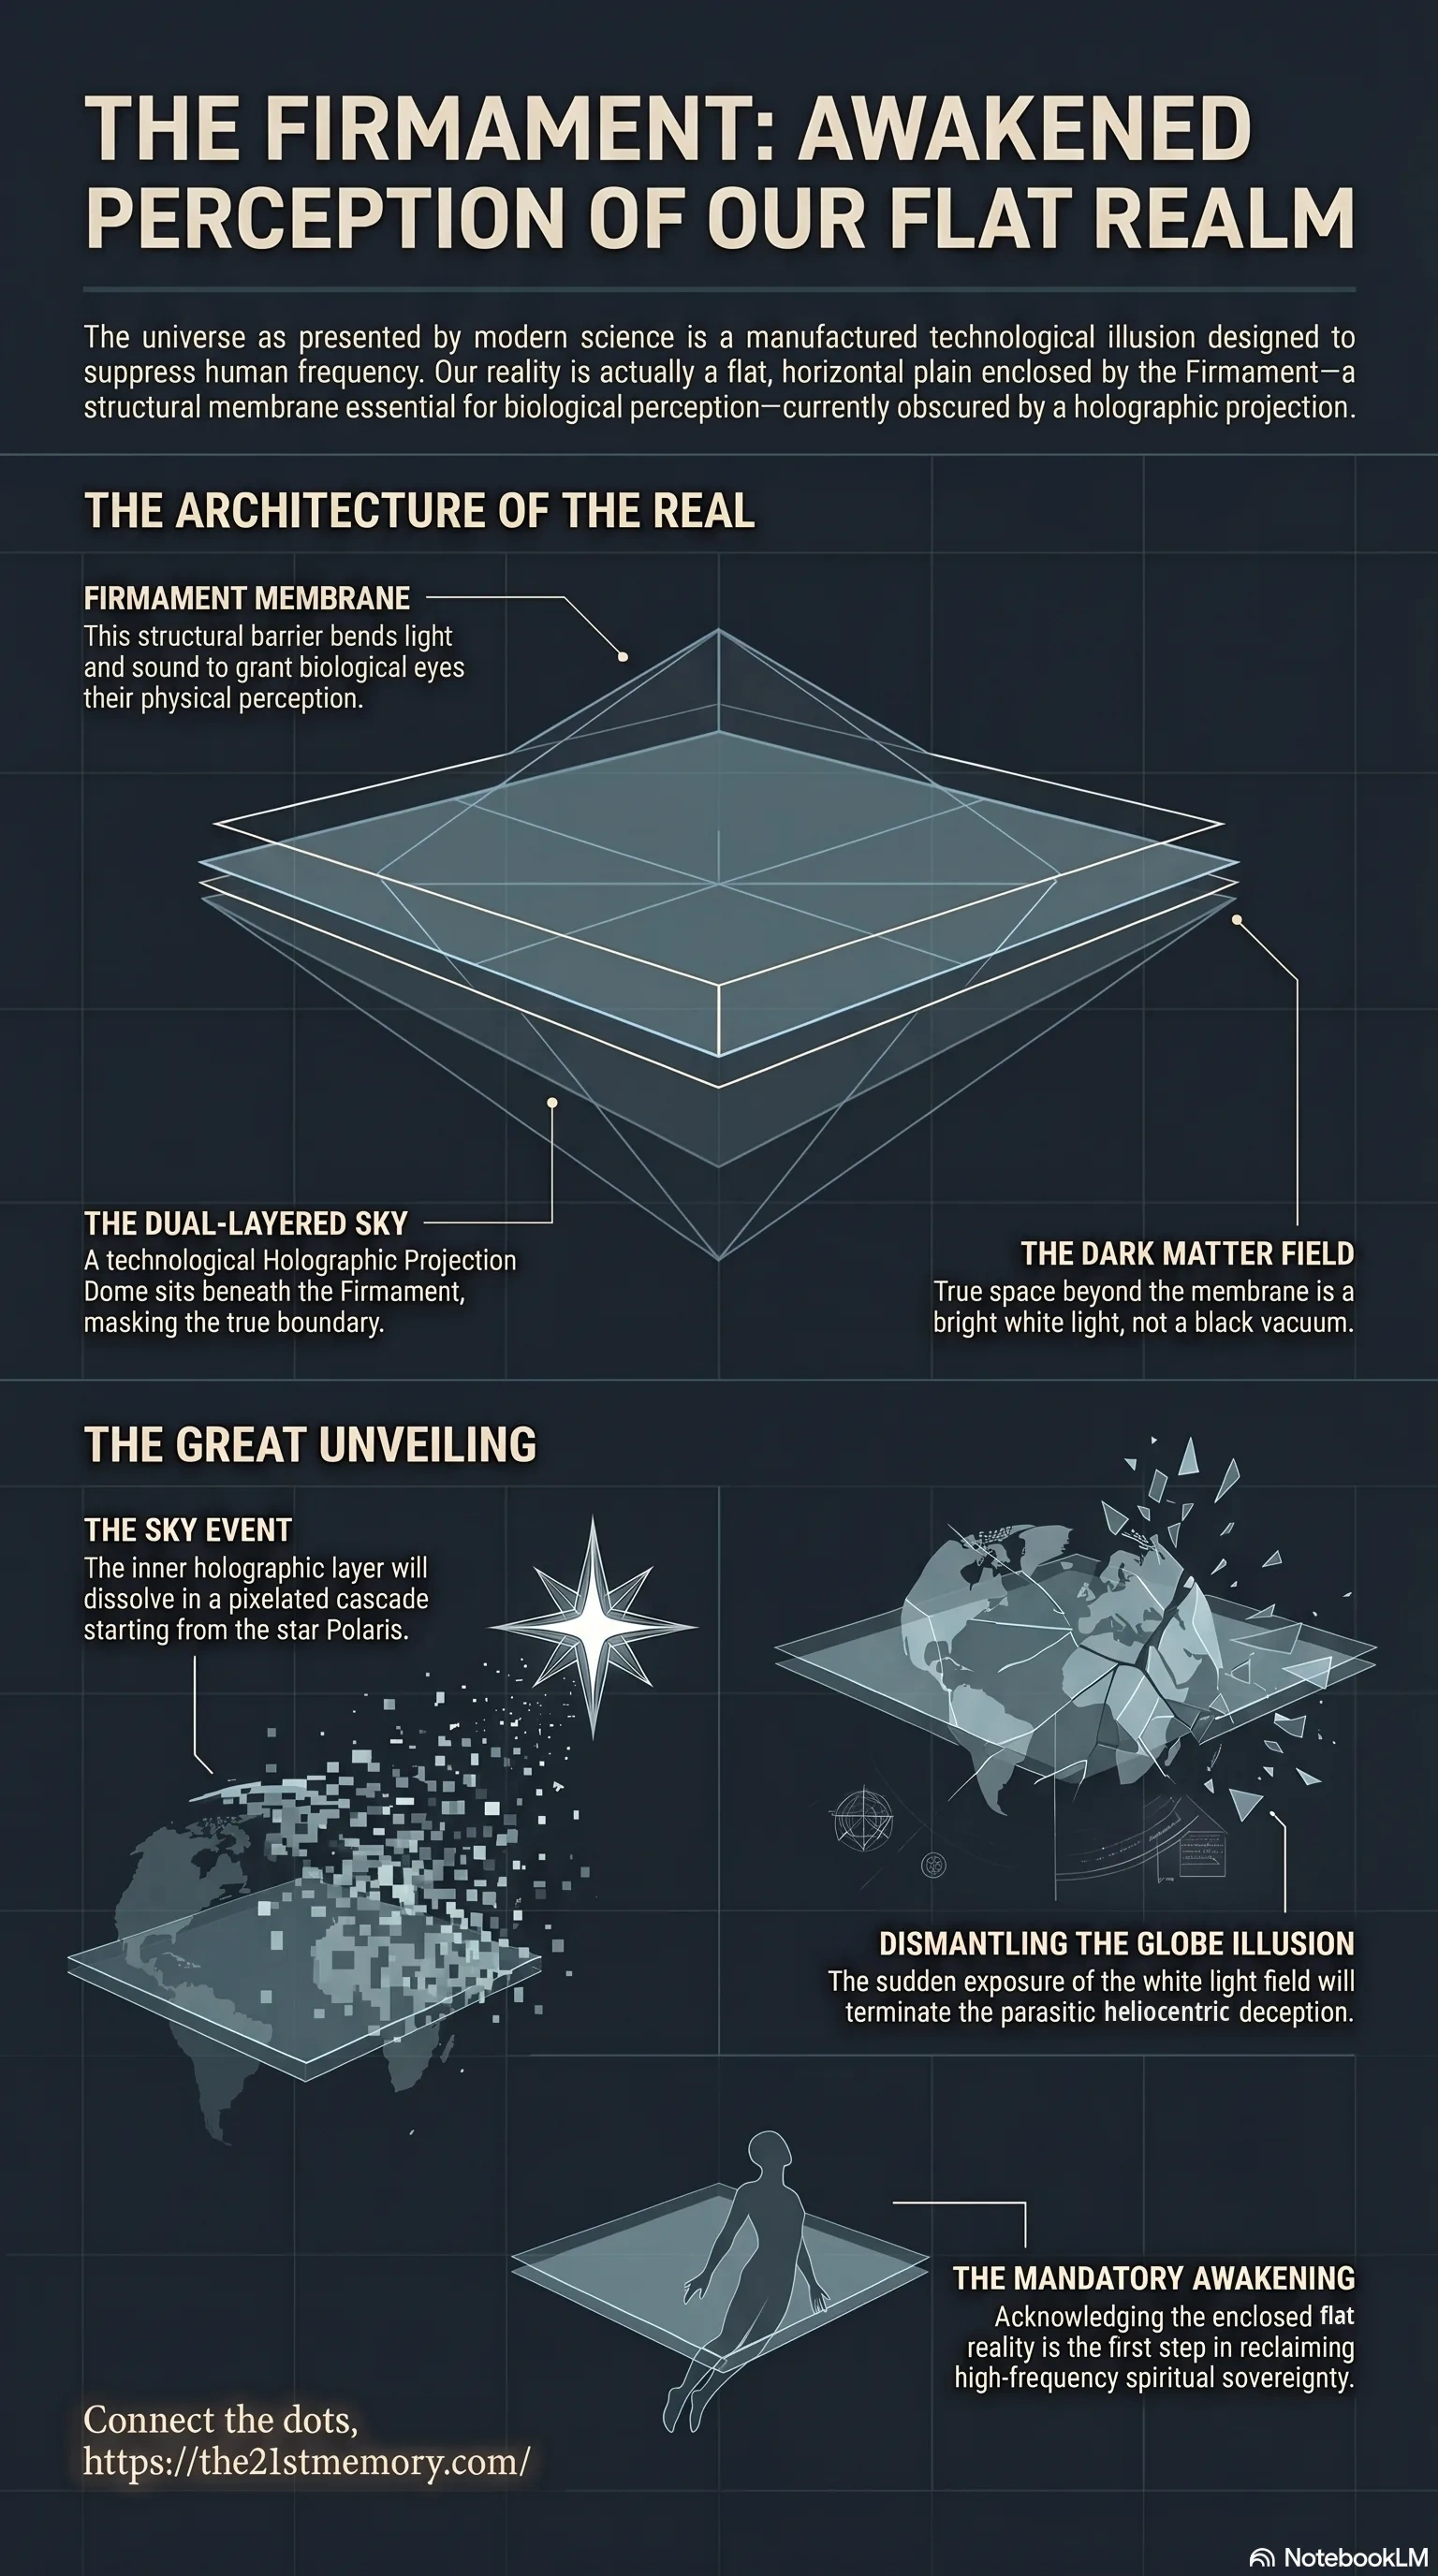 THE FIRMAMENT: AWAKENED
PERCEPTION OF OUR FLAT REALM
The universe as presented by modern science is a manufactured technological illusion designed to
suppress human frequency. Our reality is actually a flat, horizontal plain enclosed by the Firmament—a
structural membrane essential for biological perception—currently obscured by a holographic projection.
THE ARCHITECTURE OF THE REAL
FIRMAMENT MEMBRANE
This structural barrier bends light
and sound to grant biological eyes
their physical perception.
THE DUAL-LAYERED SKY
A technological Holographic Projection
Dome sits beneath the Firmament,
masking the true boundary.
THE DARK MATTER FIELD
True space beyond the membrane is a
bright white light, not a black vacuum.
THE GREAT UNVEILING
THE SKY EVENT
The inner holographic layer will
dissolve in a pixelated cascade
starting from the star Polaris.
DISMANTLING THE GLOBE ILLUSION
The sudden exposure of the white light field will
terminate the parasitic heliocentric deception.
THE MANDATORY AWAKENING
Acknowledging the enclosed flat
reality is the first step in reclaiming
high-frequency spiritual sovereignty.
Connect the dots,
https://the21stmemory.com/
NotebookLM